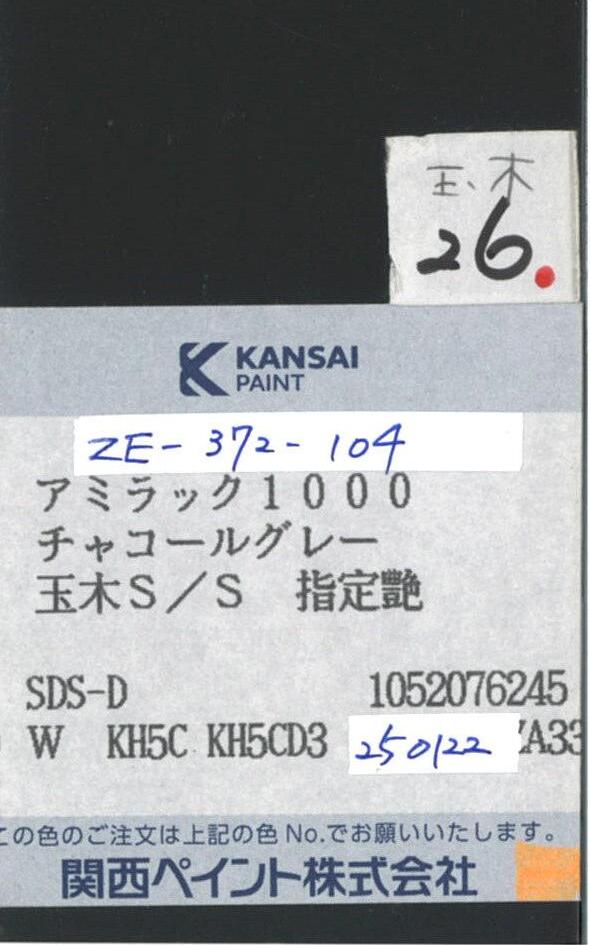 玉木
26.
KANSAI
PAINT
ZE-372-104
アミラック1000
チャコールグレー
玉木S/S 指定艶
SDS-D 1052076245
W KH5C KH5CD3 250122 ZA33
この色のご注文は上記の色No.でお願いいたします。
関西ペイント株式会社